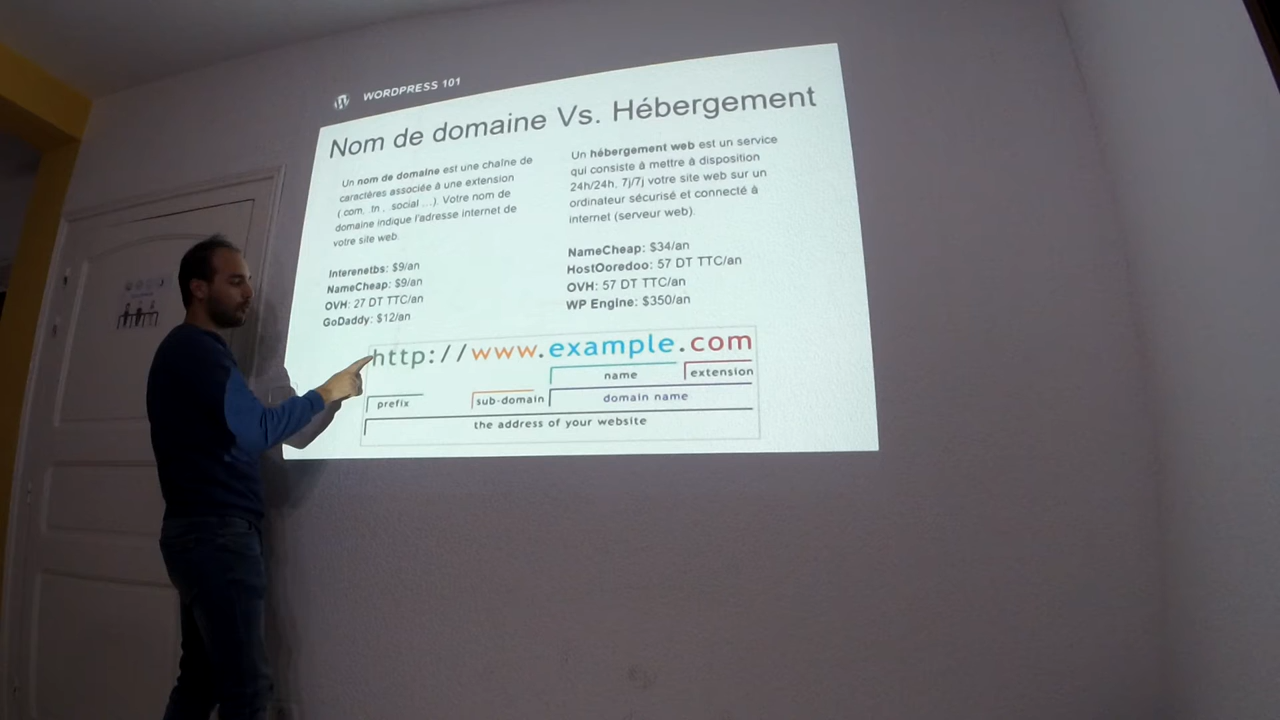 WORDPRESS 101
Nom de domaine Vs. Hébergement
Un nom de domaine est une chaîne de
caractères associée à une extension
(.com, .tn, .social ...). Votre nom de
domaine indique l'adresse internet de
votre site web.
Interenetbs: $9/an
NameCheap: $9/an
OVH: 27 DT TTC/an
GoDaddy: $12/an
Un hébergement web est un service
qui consiste à mettre à disposition
24h/24h, 7j/7j votre site web sur un
ordinateur sécurisé et connecté à
internet (serveur web).
NameCheap: $34/an
HostOoredoo: 57 DT TTC/an
OVH: 57 DT TTC/an
WP Engine: $350/an
http://www.example.com
name extension
prefix sub-domain domain name
the address of your website